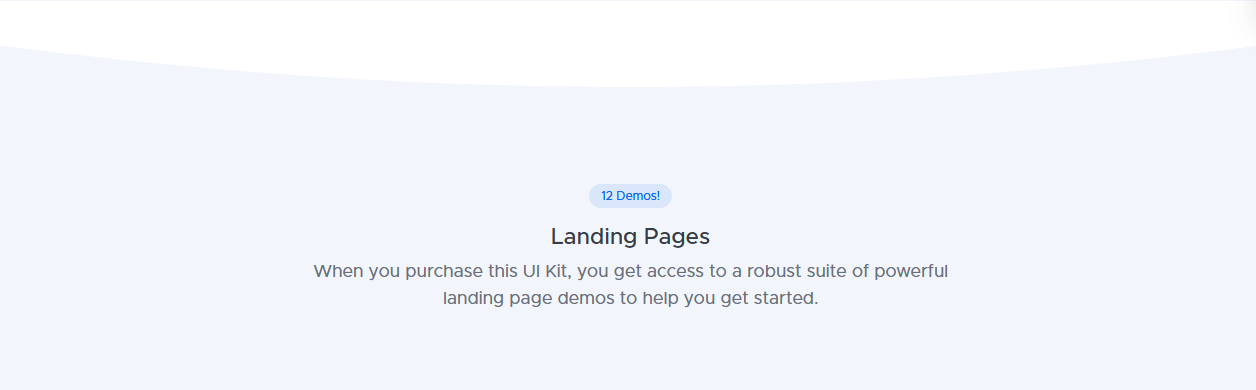 12 Demos!
Landing Pages
When you purchase this UI Kit, you get access to a robust suite of powerful
landing page demos to help you get started.